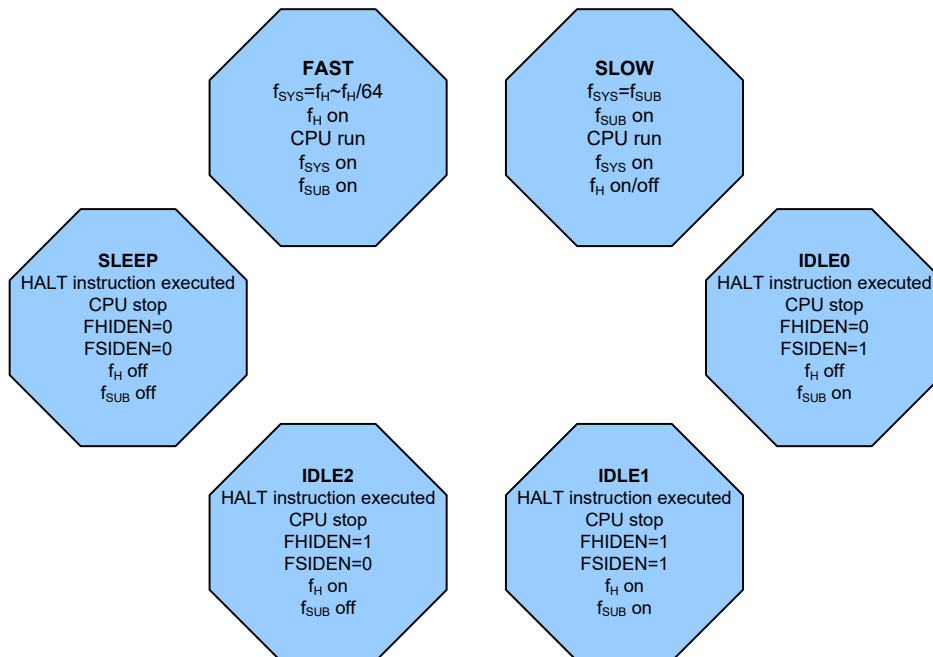 FAST
fSYS=fH~fH/64
fH on
CPU run
fSYS on
fSUB on
SLOW
fSYS=fSUB
fSUB on
CPU run
fSYS on
fH on/off
SLEEP
HALT instruction executed
CPU stop
FHIDEN=0
FSIDEN=0
fH off
fSUB off
IDLE0
HALT instruction executed
CPU stop
FHIDEN=0
FSIDEN=1
fH off
fSUB on
IDLE2
HALT instruction executed
CPU stop
FHIDEN=1
FSIDEN=0
fH on
fSUB off
IDLE1
HALT instruction executed
CPU stop
FHIDEN=1
FSIDEN=1
fH on
fSUB on